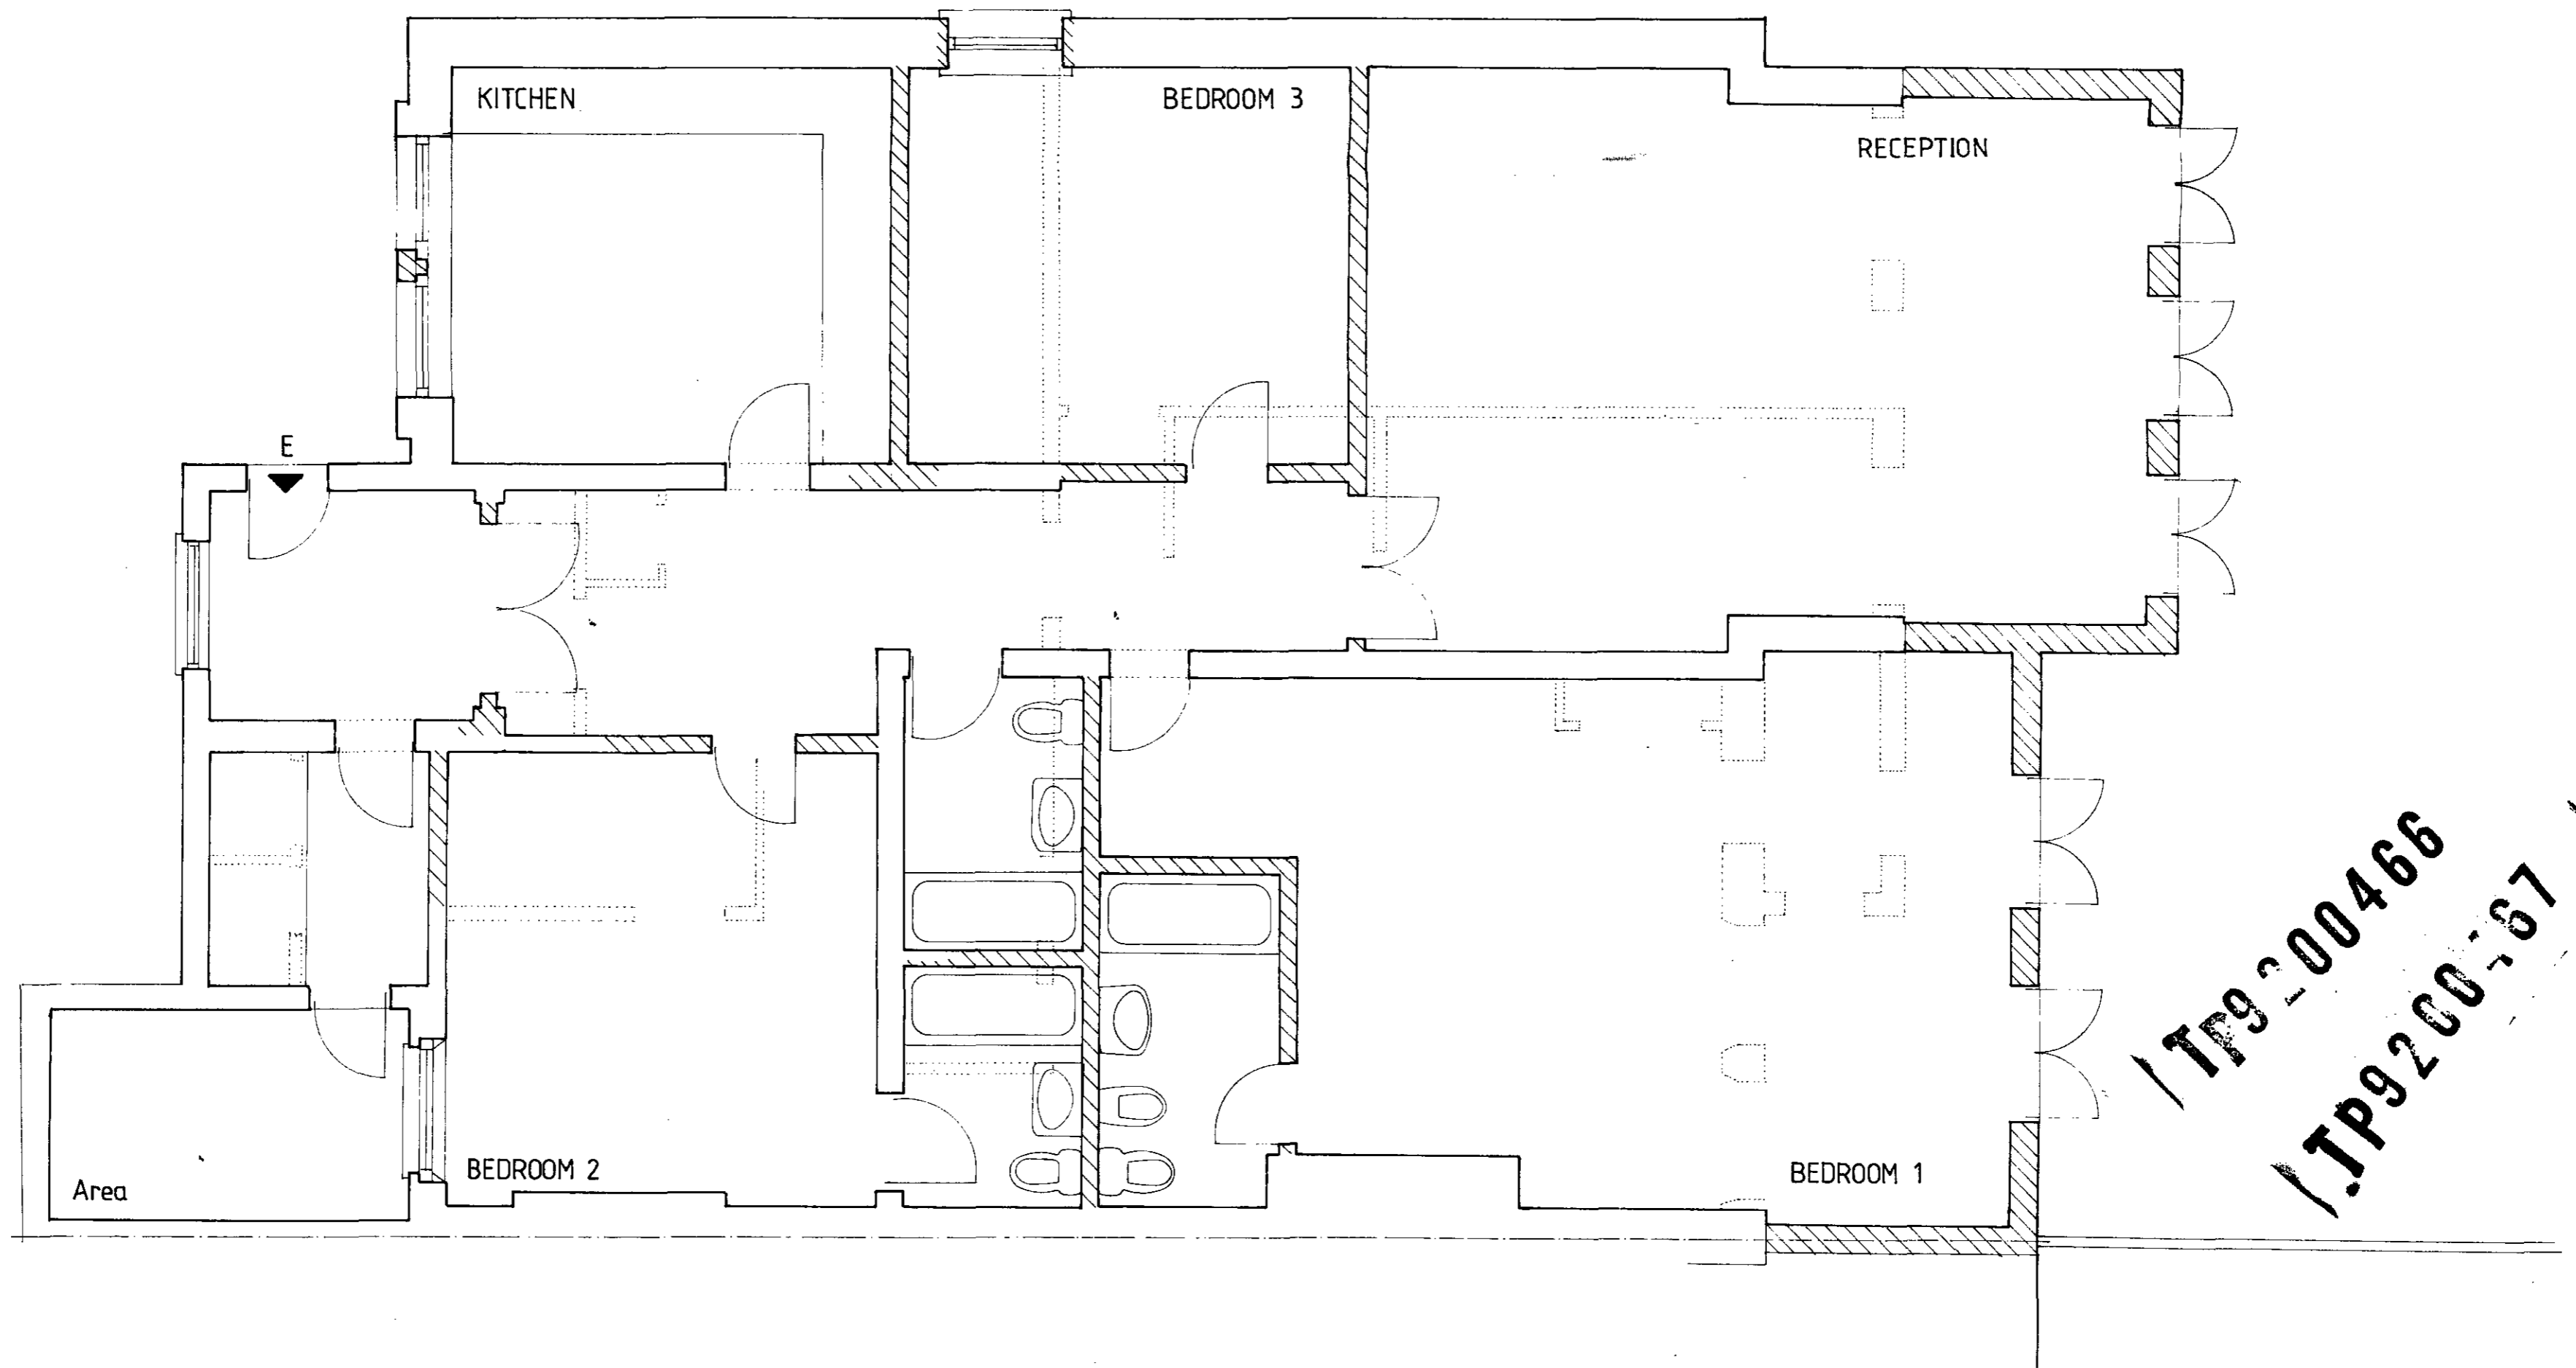 KITCHEN
BEDROOM 3
RECEPTION
E
BEDROOM 2
BEDROOM 1
Area